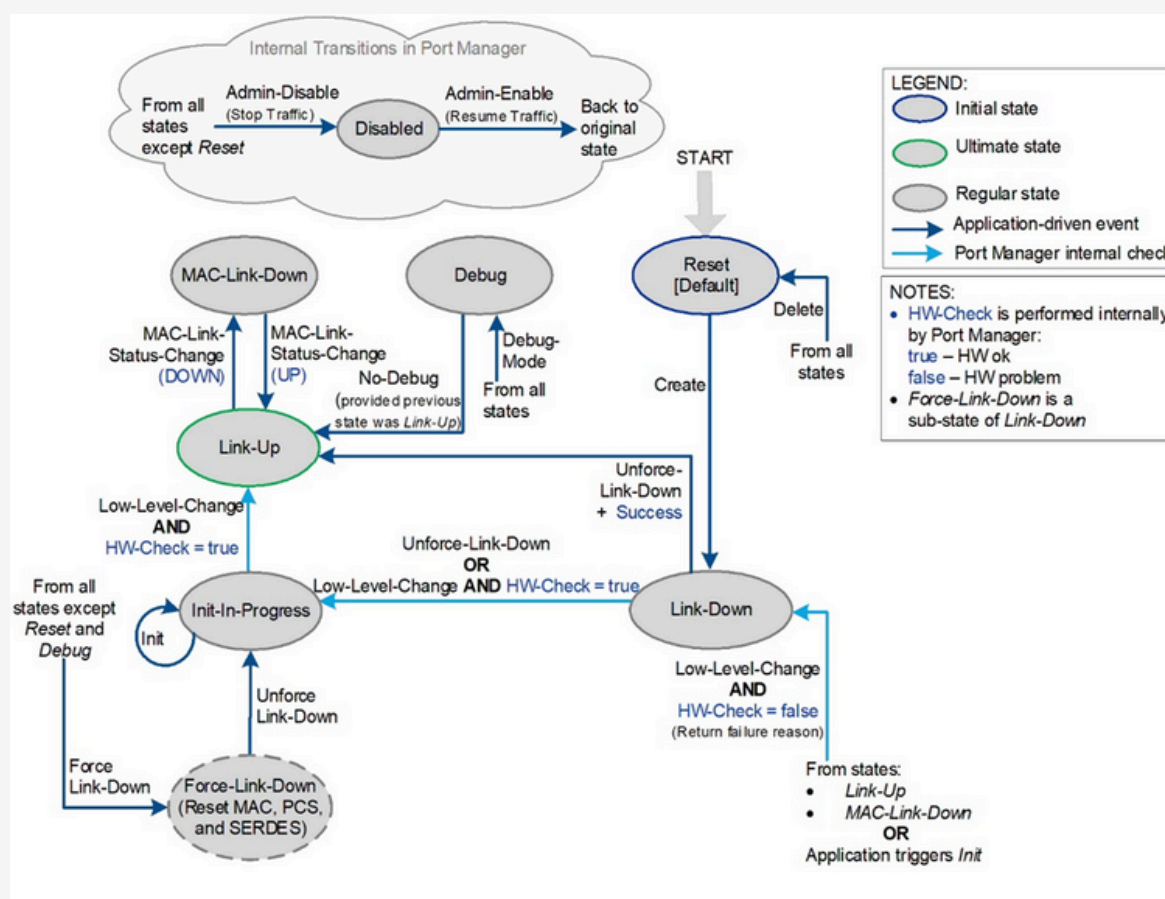 Internal Transitions in Port Manager
From all
states
except Reset
Admin-Disable
(Stop Traffic)
Disabled
Admin-Enable
(Resume Traffic)
Back to
original
state
START
LEGEND:
Initial state
Ultimate state
Regular state
Application-driven event
Port Manager internal check
NOTES:
• HW-Check is performed internally
by Port Manager:
true – HW ok
false – HW problem
• Force-Link-Down is a
sub-state of Link-Down
MAC-Link-Down
Debug
Reset
[Default]
Delete
From all
states
MAC-Link-
Status-Change
(DOWN)
MAC-Link-
Status-Change
(UP)
No-Debug
(provided previous
state was Link-Up)
Debug-
Mode
From all
states
Create
Link-Up
Unforce-
Link-Down
+ Success
Low-Level-Change
AND
HW-Check = true
Unforce-Link-Down
OR
Low-Level-Change AND HW-Check = true
From all
states except
Reset and
Debug
Init
Init-In-Progress
Link-Down
Unforce
Link-Down
Low-Level-Change
AND
HW-Check = false
(Return failure reason)
Force
Link-Down
Force-Link-Down
(Reset MAC, PCS,
and SERDES)
From states:
• Link-Up
• MAC-Link-Down
OR
Application triggers Init